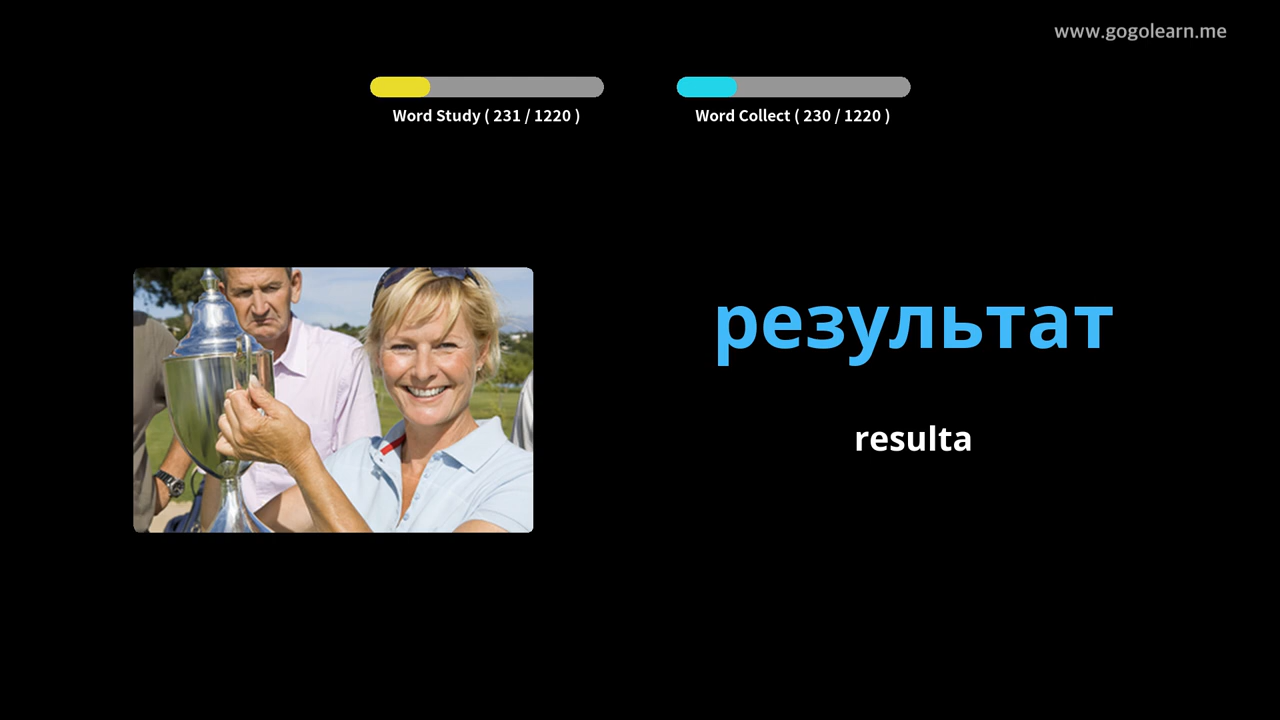 www.gogolearn.me
Word Study ( 231 / 1220 )
Word Collect ( 230 / 1220 )
результат
resulta